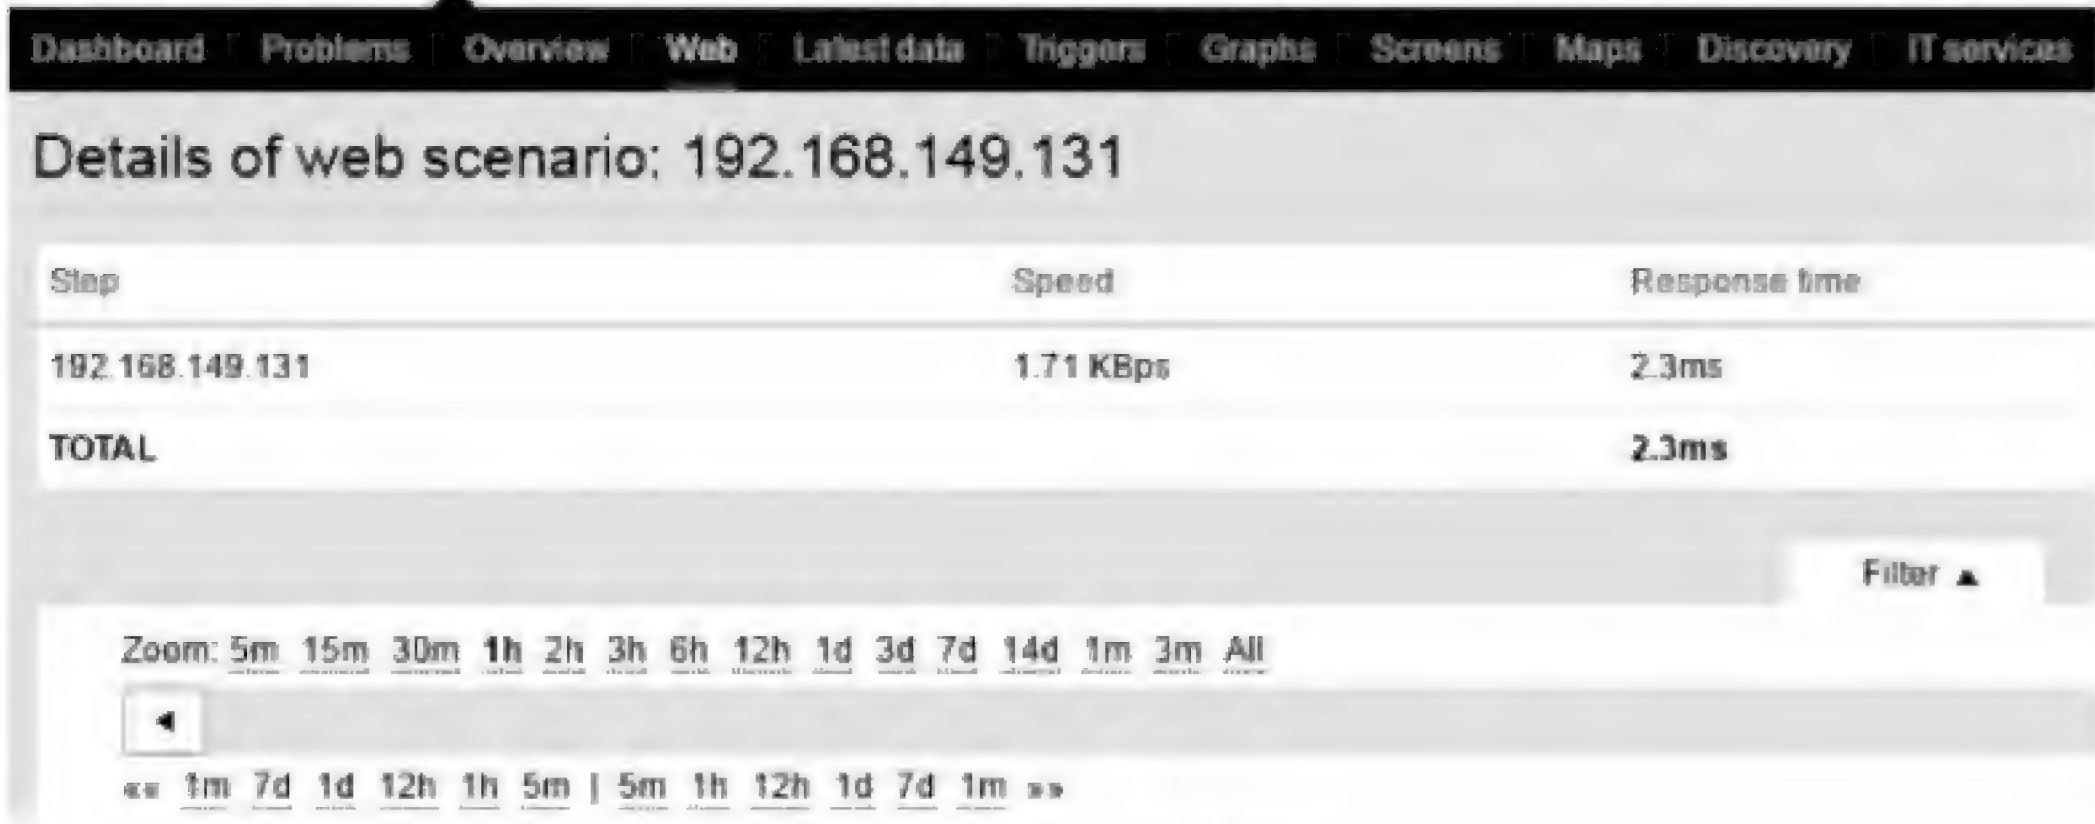 Dashboard Problems Overview Web Latest data Triggers Graphs Screens Maps Discovery IT services
Details of web scenario: 192.168.149.131
Step Speed Response time
192.168.149.131 1.71 KBps 2.3ms
TOTAL 2.3ms
Filter ▲
Zoom: 5m 15m 30m 1h 2h 3h 6h 12h 1d 3d 7d 14d 1m 3m All
◄
«« 1m 7d 1d 12h 1h 5m | 5m 1h 12h 1d 7d 1m »»